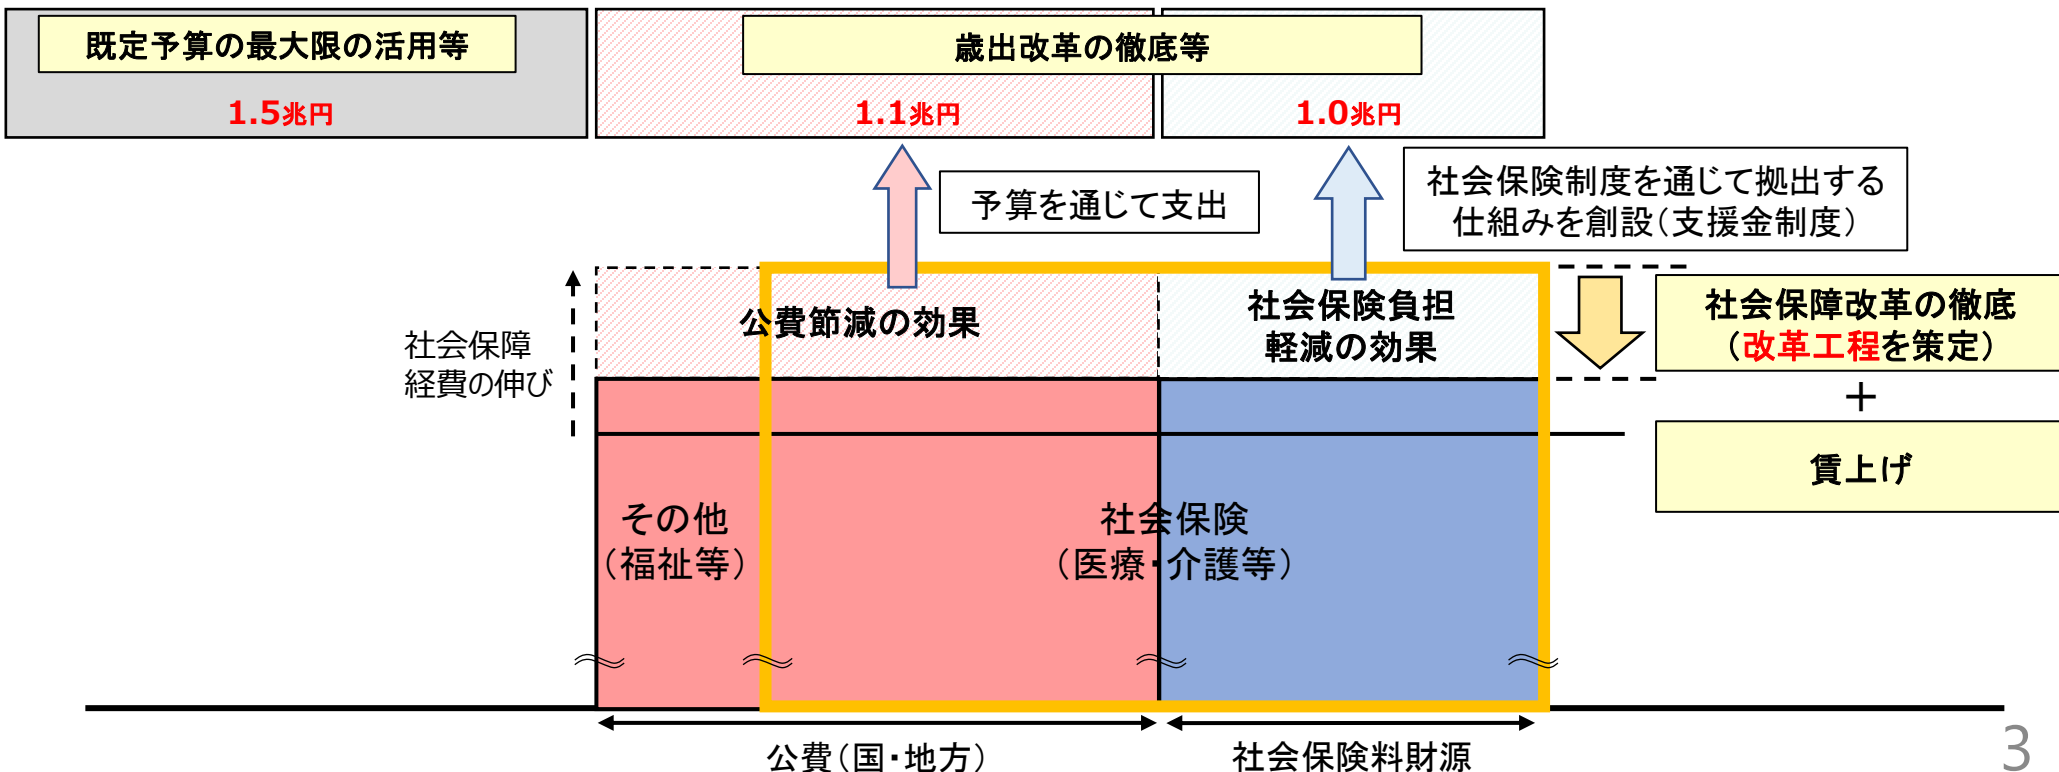 既定予算の最大限の活用等
1.5兆円
歳出改革の徹底等
1.1兆円
1.0兆円
予算を通じて支出
社会保険制度を通じて拠出する
仕組みを創設（支援金制度）
社会保障
経費の伸び
公費節減の効果
社会保険負担
軽減の効果
社会保障改革の徹底
（改革工程を策定）
＋
賃上げ
その他
（福祉等）
社会保険
（医療・介護等）
公費（国・地方）
社会保険料財源
3